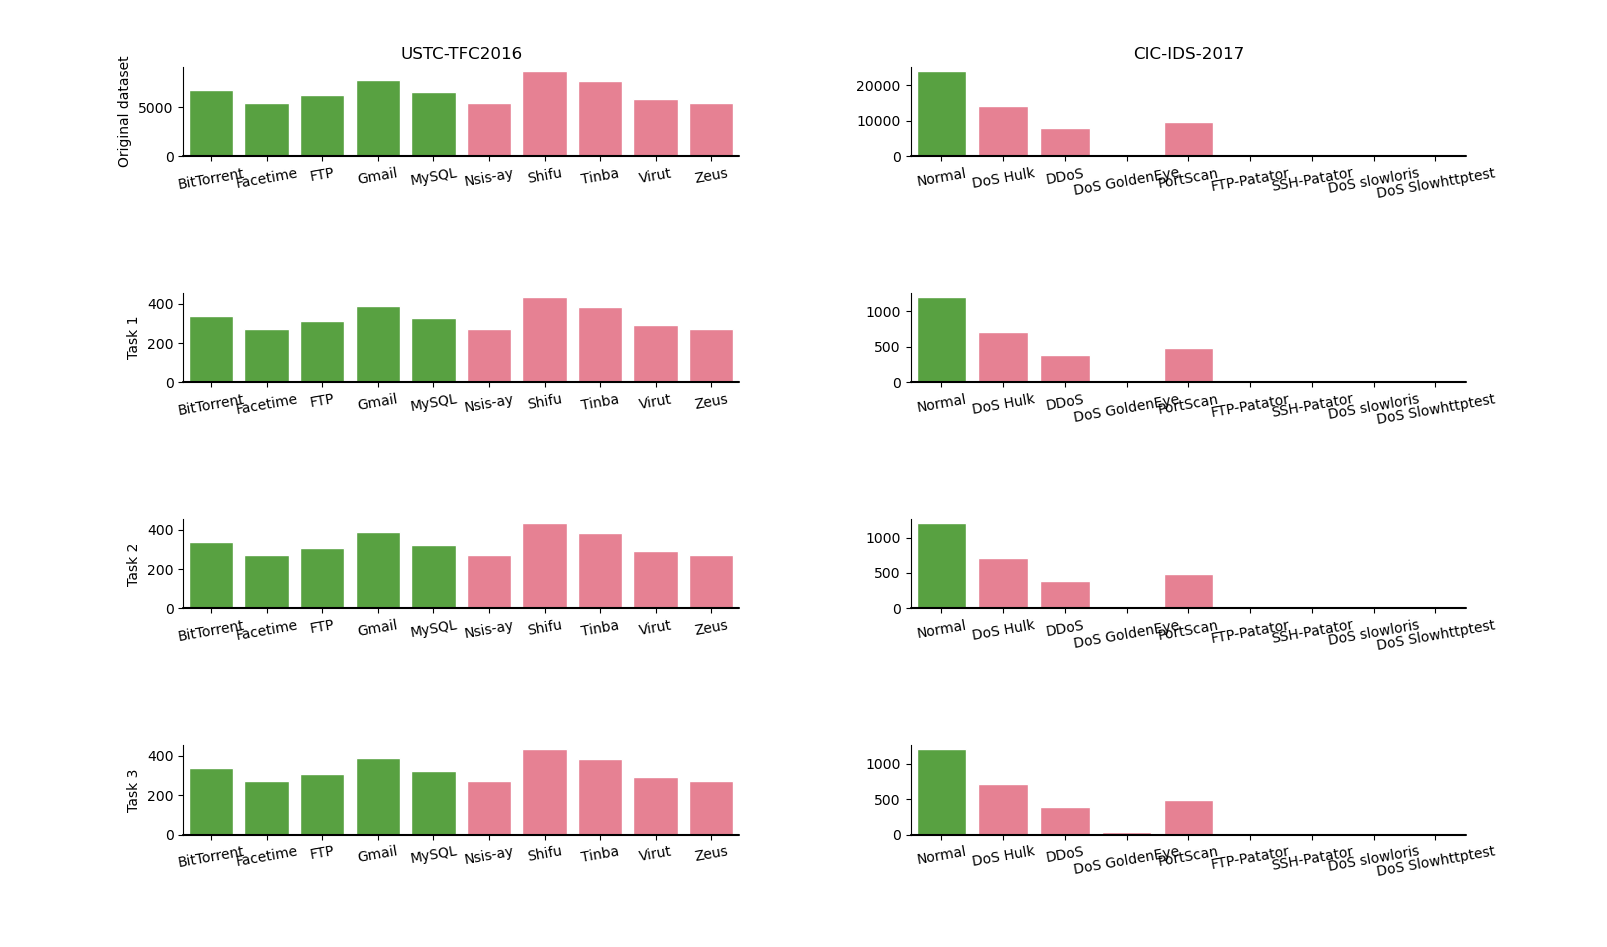 USTC-TFC2016
CIC-IDS-2017
Original dataset
5000
0
BitTorrent Facetime FTP Gmail MySQL Nsis-ay Shifu Tinba Virut Zeus
20000
10000
0
Normal DoS Hulk DDoS DoS GoldenEye PortScan FTP-Patator SSH-Patator DoS slowloris DoS Slowhttptest
Task 1
400
200
0
BitTorrent Facetime FTP Gmail MySQL Nsis-ay Shifu Tinba Virut Zeus
1000
500
0
Normal DoS Hulk DDoS DoS GoldenEye PortScan FTP-Patator SSH-Patator DoS slowloris DoS Slowhttptest
Task 2
400
200
0
BitTorrent Facetime FTP Gmail MySQL Nsis-ay Shifu Tinba Virut Zeus
1000
500
0
Normal DoS Hulk DDoS DoS GoldenEye PortScan FTP-Patator SSH-Patator DoS slowloris DoS Slowhttptest
Task 3
400
200
0
BitTorrent Facetime FTP Gmail MySQL Nsis-ay Shifu Tinba Virut Zeus
1000
500
0
Normal DoS Hulk DDoS DoS GoldenEye PortScan FTP-Patator SSH-Patator DoS slowloris DoS Slowhttptest